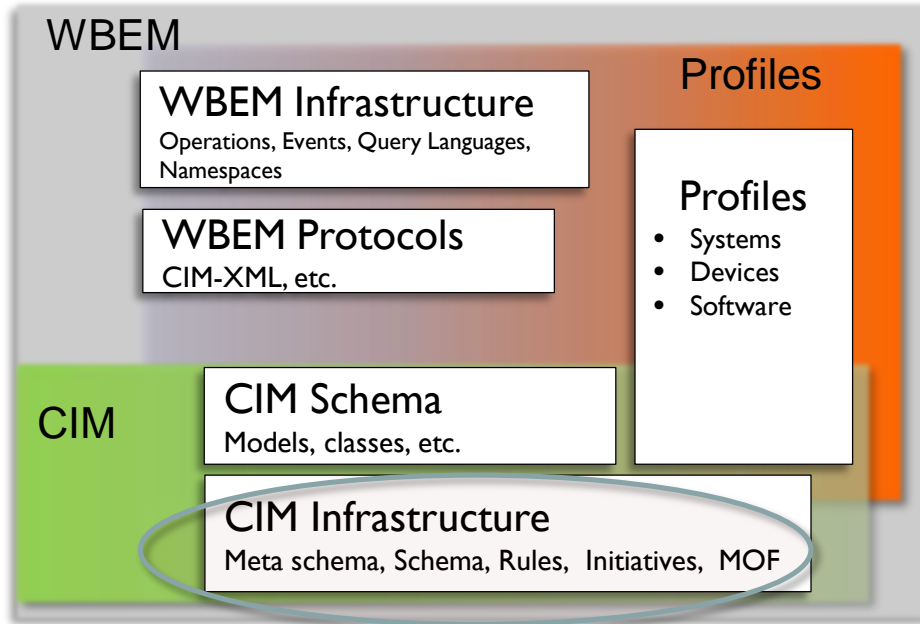 WBEM
Profiles
WBEM Infrastructure
Operations, Events, Query Languages,
Namespaces
WBEM Protocols
CIM-XML, etc.
Profiles
• Systems
• Devices
• Software
CIM
CIM Schema
Models, classes, etc.
CIM Infrastructure
Meta schema, Schema, Rules, Initiatives, MOF